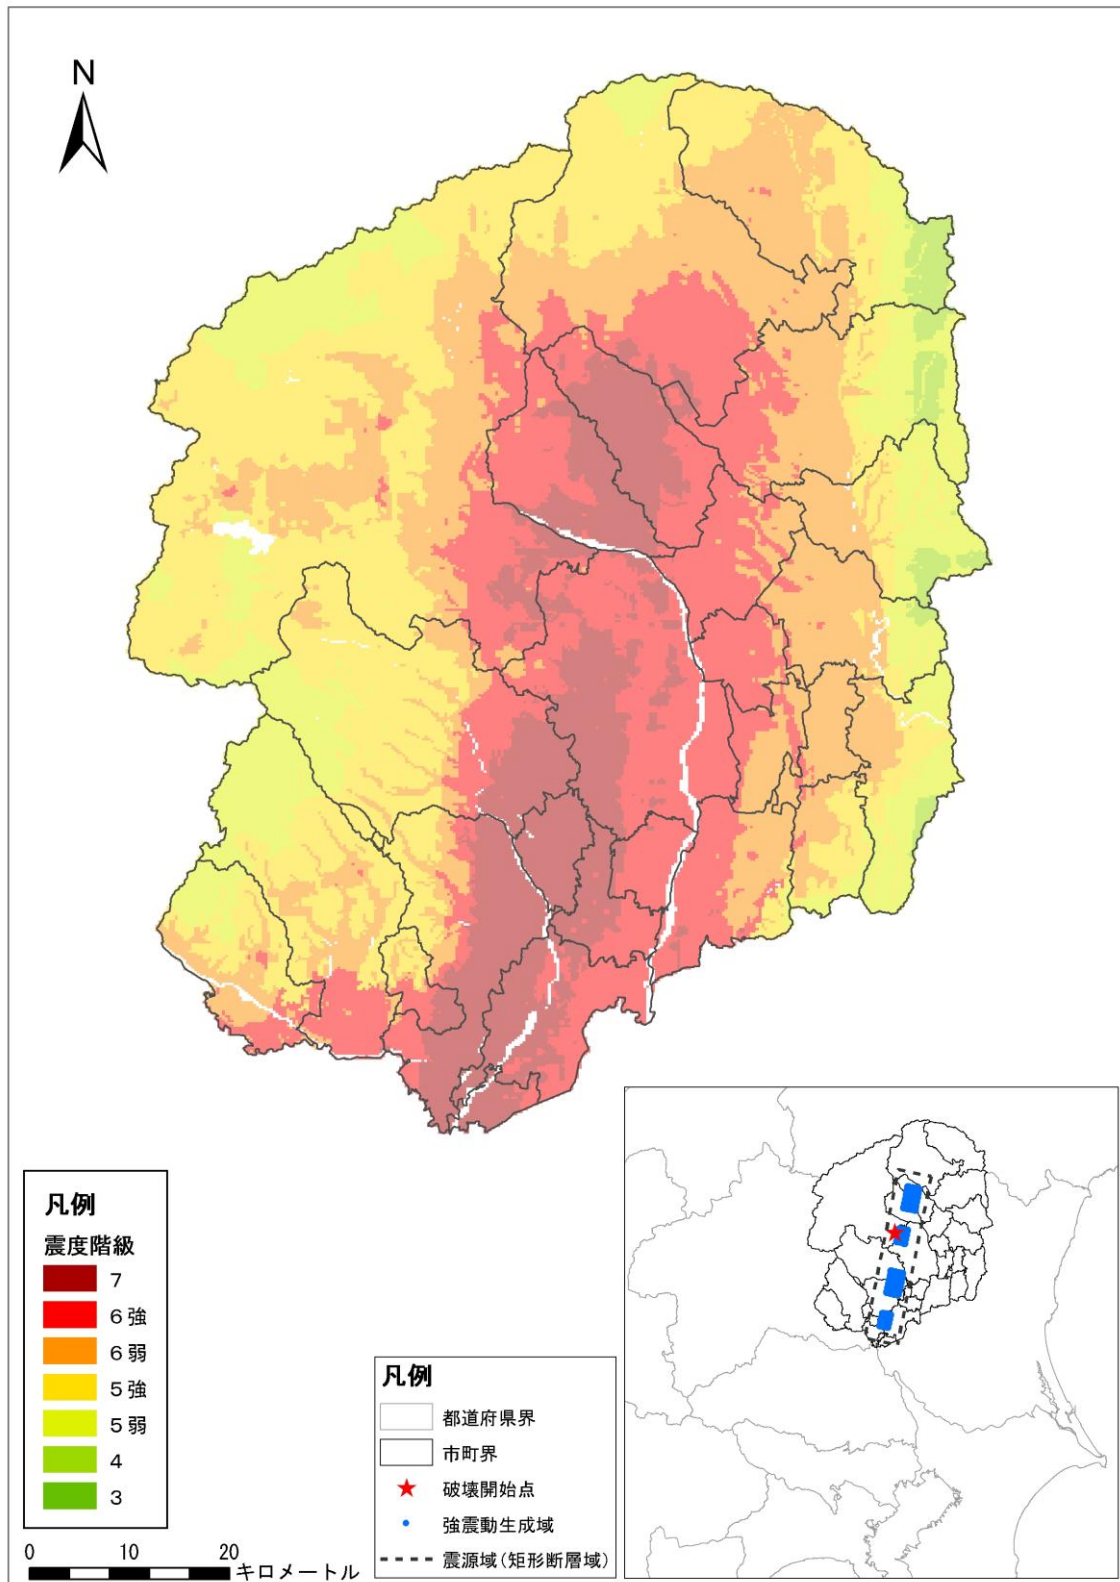 N
凡例
震度階級
7
6強
6弱
5強
5弱
4
3
0 10 20
キロメートル
凡例
都道府県界
市町界
破壊開始点
強震動生成域
震源域(矩形断層域)